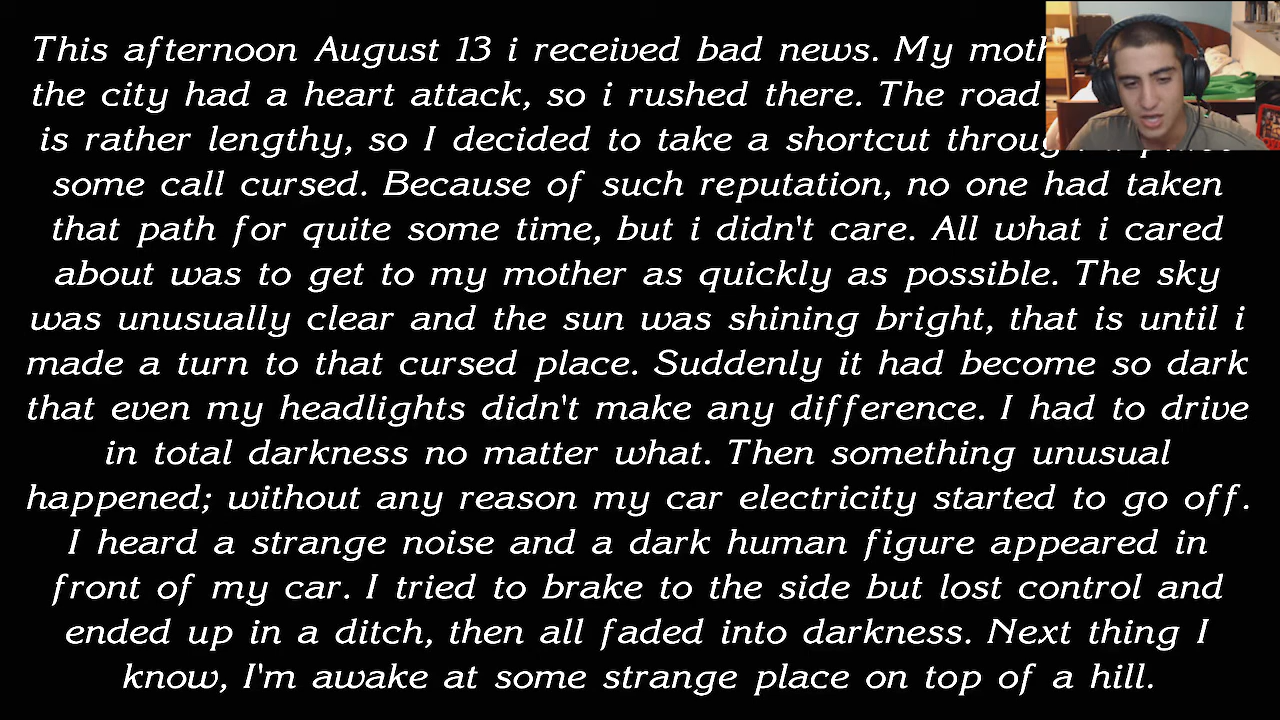 This afternoon August 13 i received bad news. My
the city had a heart attack, so i rushed there. The road
is rather lengthy, so I decided to take a shortcut
some call cursed. Because of such reputation, no one had taken
that path for quite some time, but i didn't care. All what i cared
about was to get to my mother as quickly as possible. The sky
was unusually clear and the sun was shining bright, that is until i
made a turn to that cursed place. Suddenly it had become so dark
that even my headlights didn't make any difference. I had to drive
in total darkness no matter what. Then something unusual
happened; without any reason my car electricity started to go off.
I heard a strange noise and a dark human figure appeared in
front of my car. I tried to brake to the side but lost control and
ended up in a ditch, then all faded into darkness. Next thing I
know, I'm awake at some strange place on top of a hill.